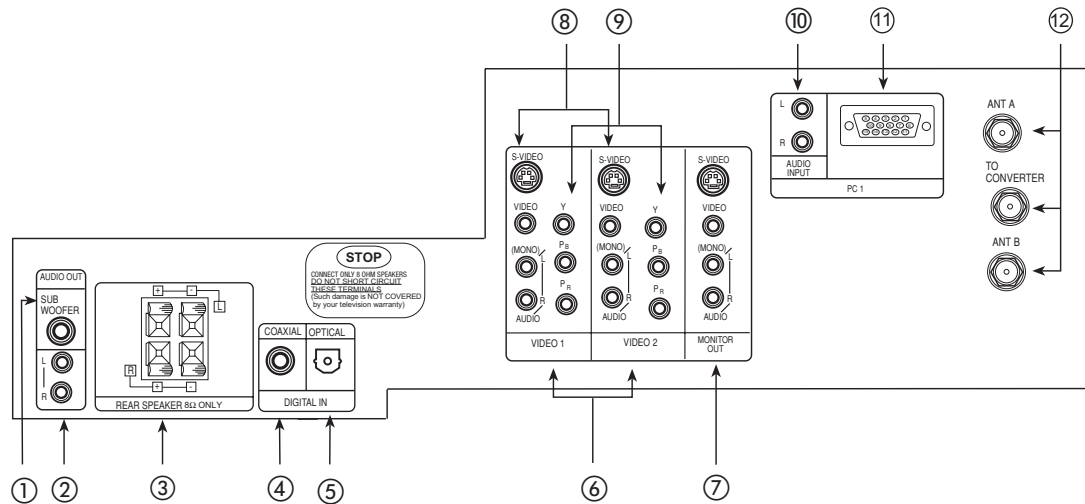 ⑧ ⑨ ⑩ ⑪ ⑫
L
R
AUDIO
INPUT
PC 1
ANT A
TO
CONVERTER
ANT B
S-VIDEO
VIDEO
Y
(MONO)
L
PB
R
PR
AUDIO
VIDEO 1
S-VIDEO
VIDEO
Y
(MONO)
L
PB
R
PR
AUDIO
VIDEO 2
S-VIDEO
VIDEO
(MONO)
L
R
AUDIO
MONITOR
OUT
STOP
CONNECT ONLY 8 OHM SPEAKERS
DO NOT SHORT CIRCUIT
THESE TERMINALS
(Such damage is NOT COVERED
by your television warranty)
AUDIO OUT
SUB
WOOFER
L
R
+ -
L
R
+ -
REAR SPEAKER 8Ω ONLY
COAXIAL
OPTICAL
DIGITAL IN
① ② ③ ④ ⑤ ⑥ ⑦